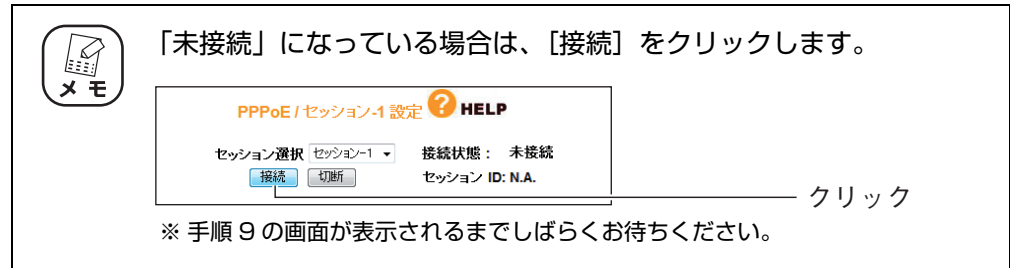 「未接続」になっている場合は、［接続］をクリックします。
メモ
PPPoE / セッション-1 設定 ? HELP
セッション選択 セッション-1 接続状態： 未接続
接続 切断 セッション ID: N.A.
クリック
※ 手順 9 の画面が表示されるまでしばらくお待ちください。